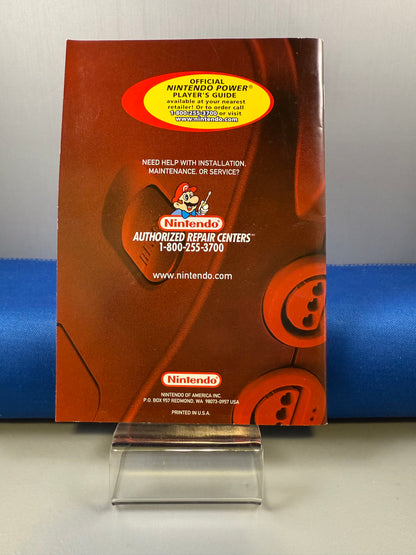 OFFICIAL
NINTENDO POWER®
PLAYER'S GUIDE
available at your nearest
retailer! Or to order call
1-800-255-3700 or visit
www.nintendo.com
NEED HELP WITH INSTALLATION,
MAINTENANCE, OR SERVICE?
Nintendo
AUTHORIZED REPAIR CENTERS℠
1-800-255-3700
www.nintendo.com
Nintendo
NINTENDO OF AMERICA INC.
P.O. BOX 957 REDMOND, WA 98073-0957 USA
PRINTED IN U.S.A.